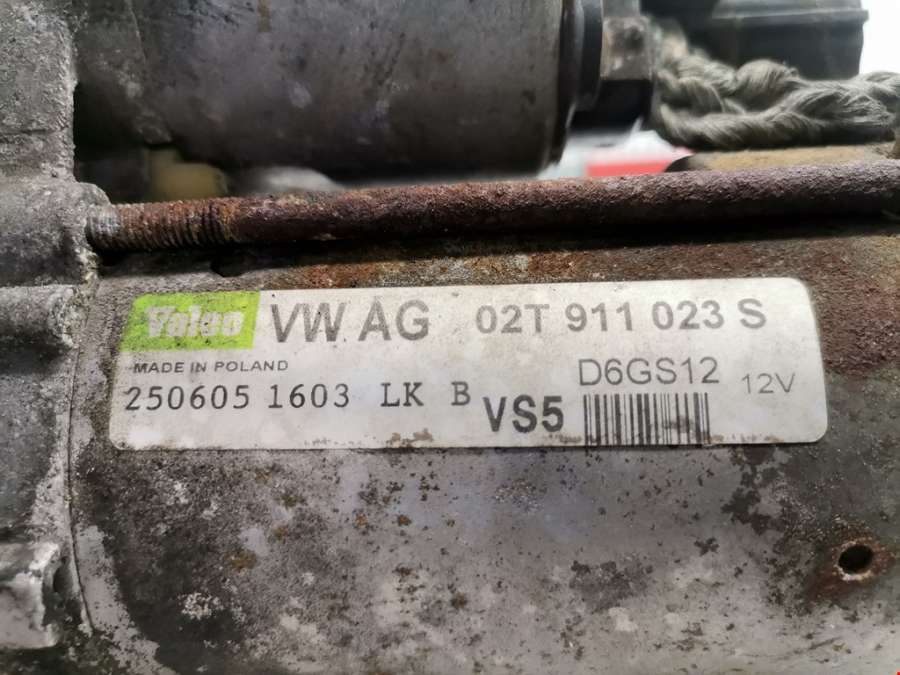 Valeo VW AG 02T 911 023 S
MADE IN POLAND
D6GS12 12V
250605 1603 LK B VS5